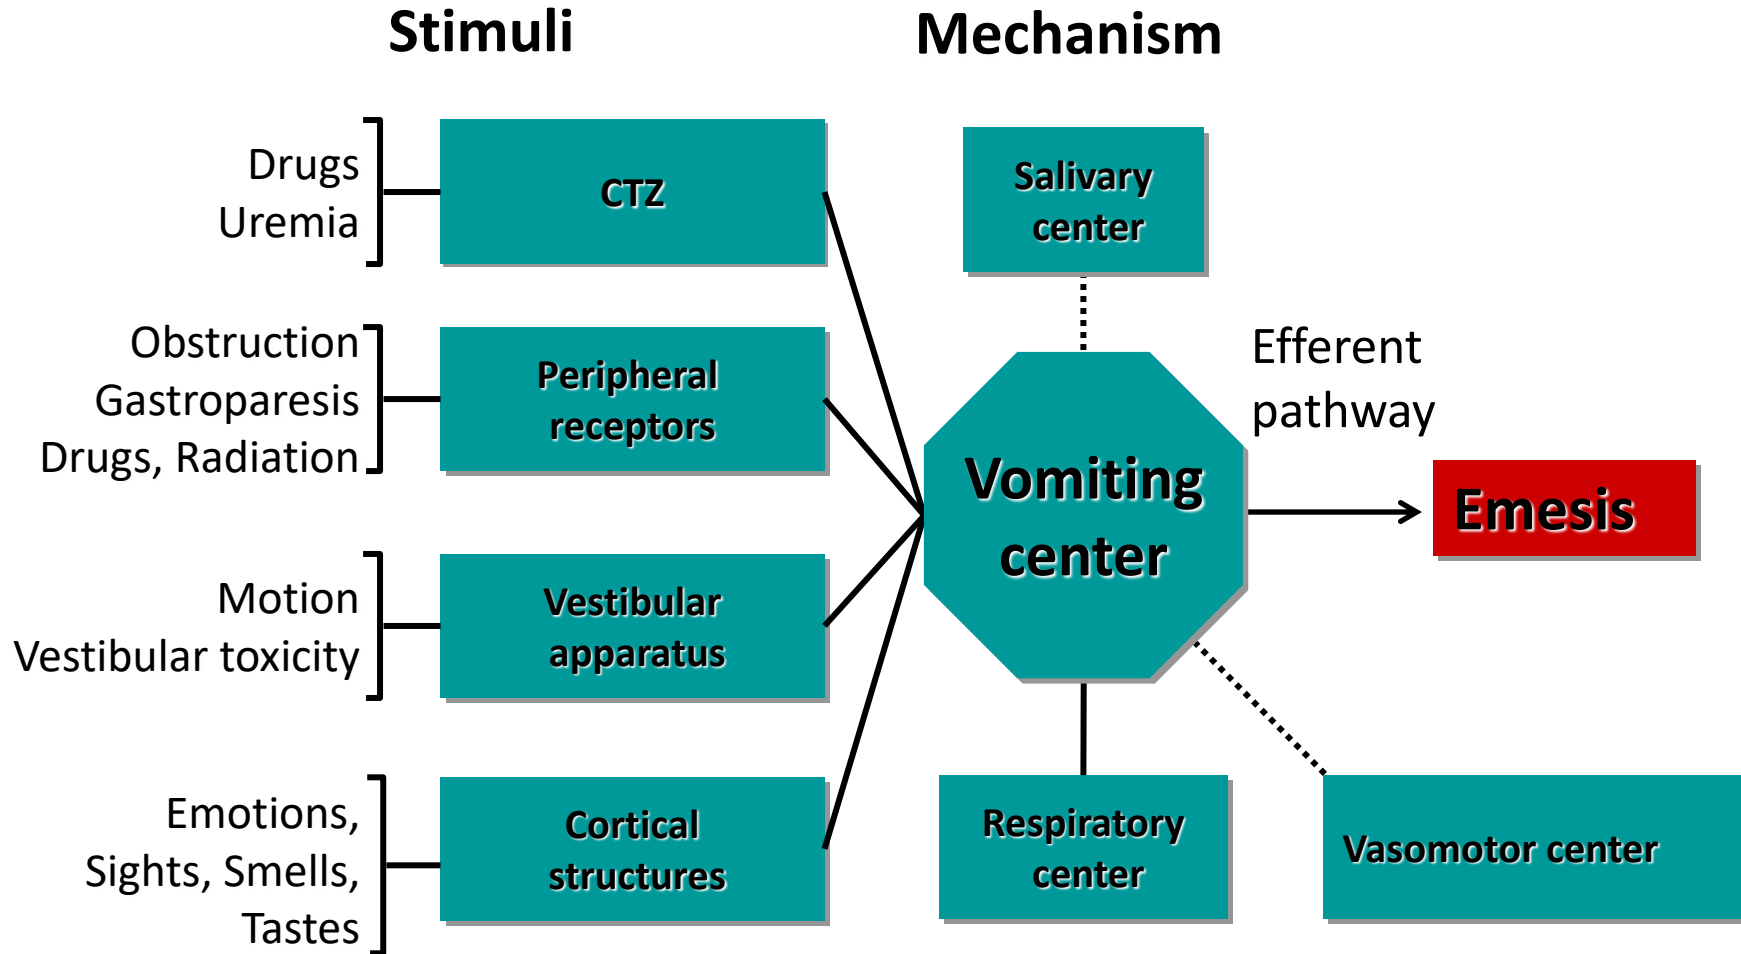 Stimuli
Mechanism
Drugs
Uremia
CTZ
Salivary
center
Obstruction
Gastroparesis
Drugs, Radiation
Peripheral
receptors
Efferent
pathway
Vomiting
center
Emesis
Motion
Vestibular toxicity
Vestibular
apparatus
Emotions,
Sights, Smells,
Tastes
Cortical
structures
Respiratory
center
Vasomotor center